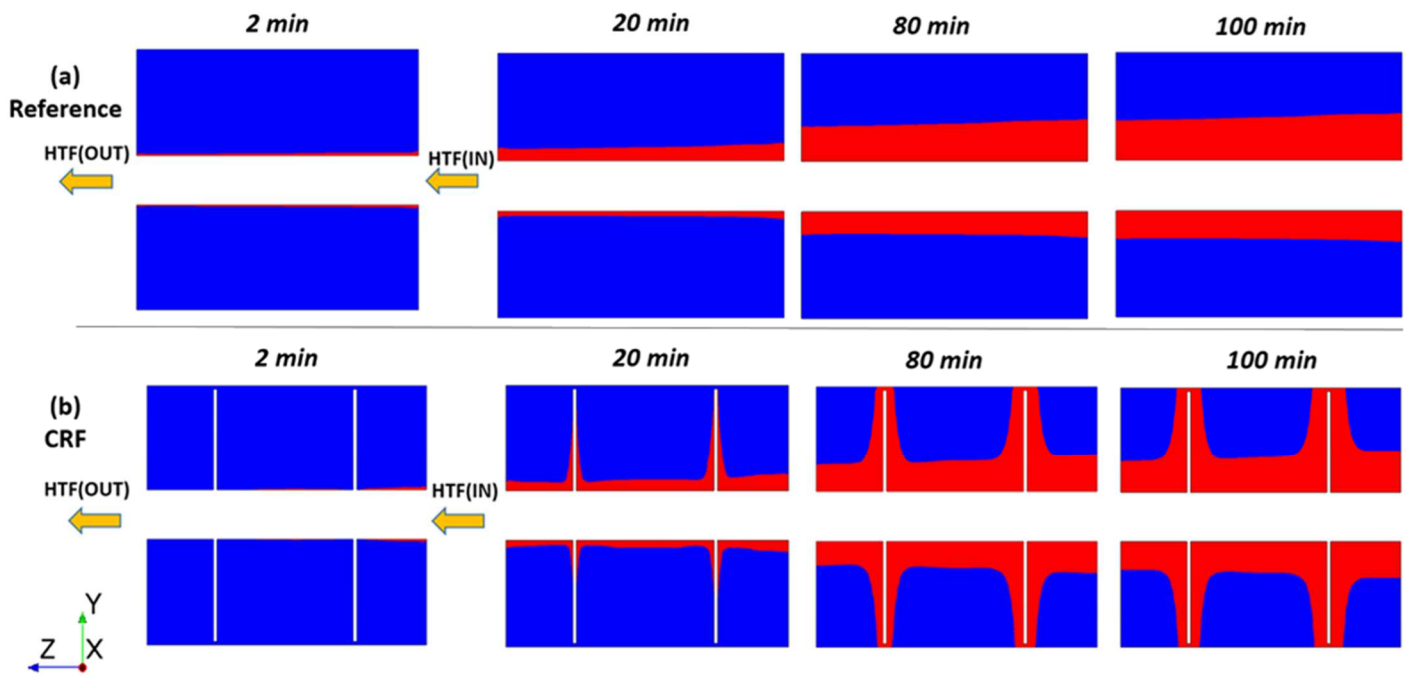 2 min
20 min
80 min
100 min
(a)
Reference
HTF(OUT)
HTF(IN)
2 min
20 min
80 min
100 min
(b)
CRF
HTF(OUT)
HTF(IN)
Y
Z
X